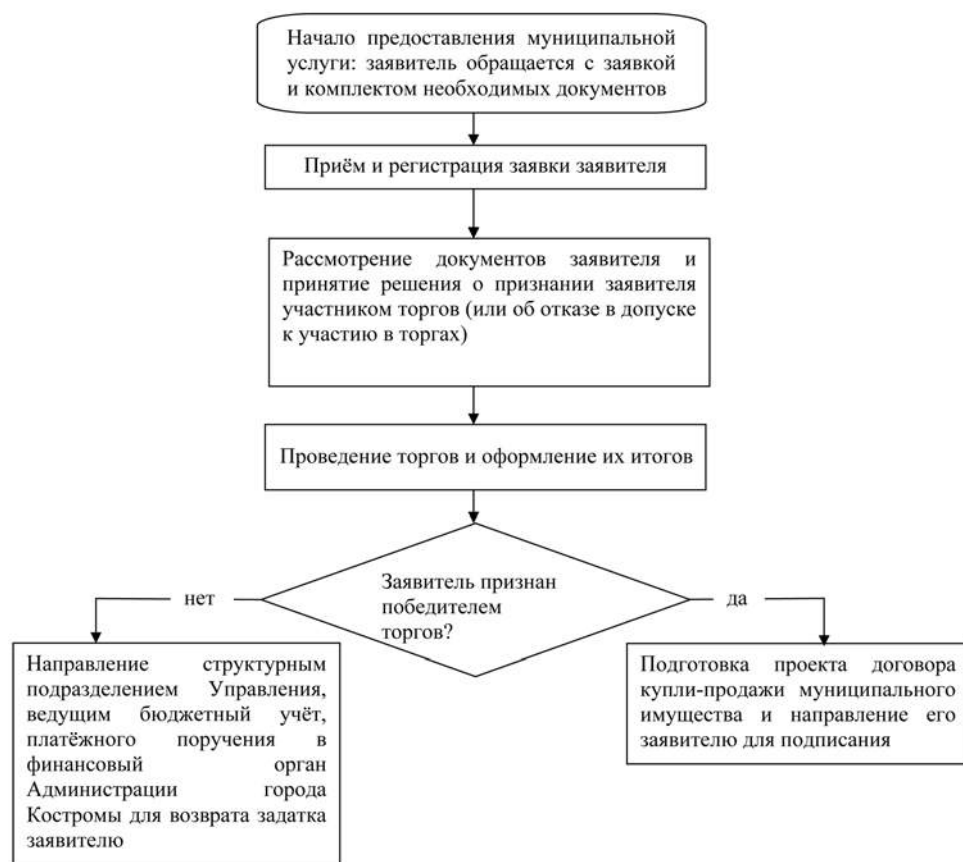 Начало предоставления муниципальной
услуги: заявитель обращается с заявкой
и комплектом необходимых документов
Приём и регистрация заявки заявителя
Рассмотрение документов заявителя и
принятие решения о признании заявителя
участником торгов (или об отказе в допуске
к участию в торгах)
Проведение торгов и оформление их итогов
Заявитель признан
победителем
торгов?
нет
да
Направление структурным
подразделением Управления,
ведущим бюджетный учёт,
платёжного поручения в
финансовый орган
Администрации города
Костромы для возврата задатка
заявителю
Подготовка проекта договора
купли-продажи муниципального
имущества и направление его
заявителю для подписания